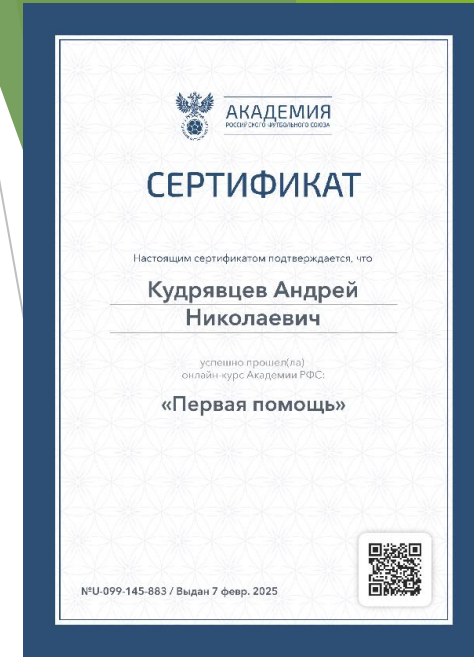 АКАДЕМИЯ
РОССИЙСКОГО ФУТБОЛЬНОГО СОЮЗА
СЕРТИФИКАТ
Настоящим сертификатом подтверждается, что
Кудрявцев Андрей
Николаевич
успешно прошел(ла)
онлайн-курс Академии РФС:
«Первая помощь»
№U-099-145-883 / Выдан 7 февр. 2025